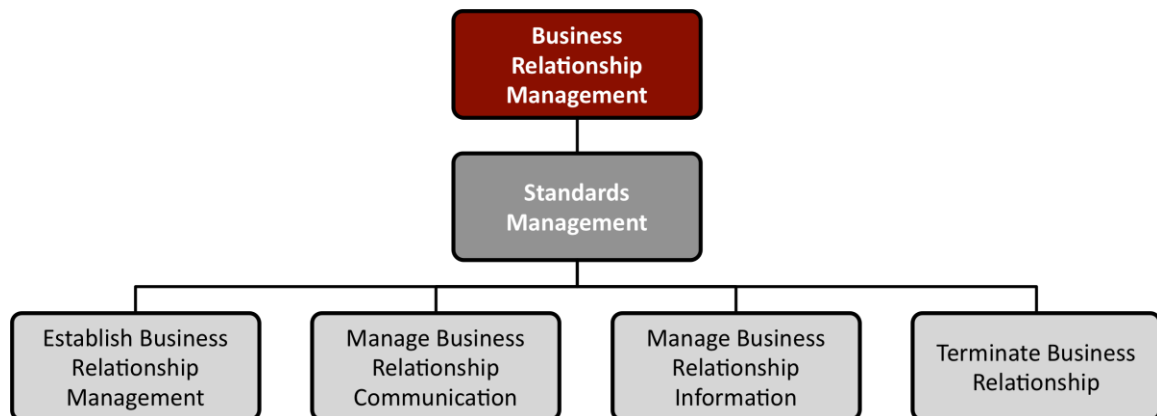 Business
Relationship
Management
Standards
Management
Establish Business
Relationship
Management
Manage Business
Relationship
Communication
Manage Business
Relationship
Information
Terminate Business
Relationship